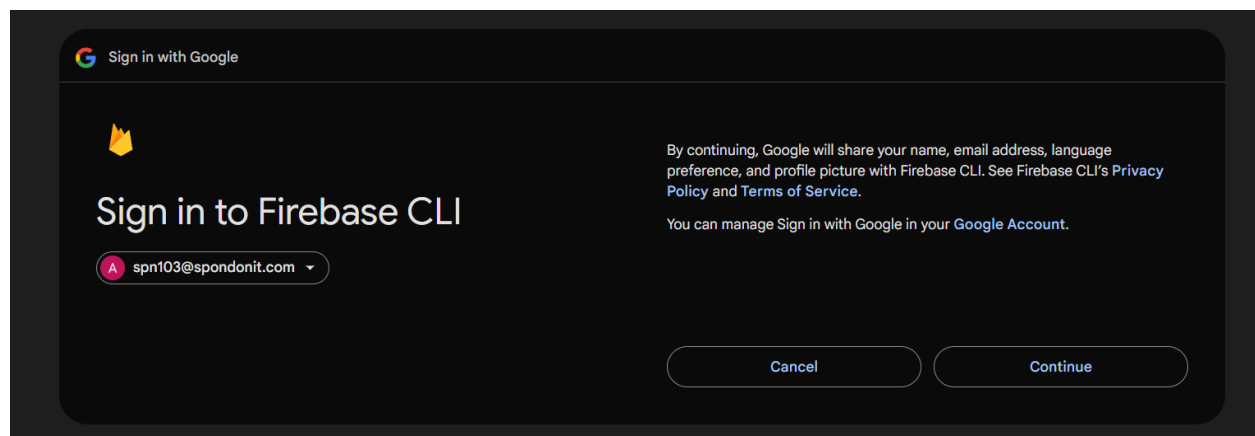 Sign in with Google
Sign in to Firebase CLI
A spn103@spondonit.com
By continuing, Google will share your name, email address, language
preference, and profile picture with Firebase CLI. See Firebase CLI’s Privacy
Policy and Terms of Service.
You can manage Sign in with Google in your Google Account.
Cancel
Continue